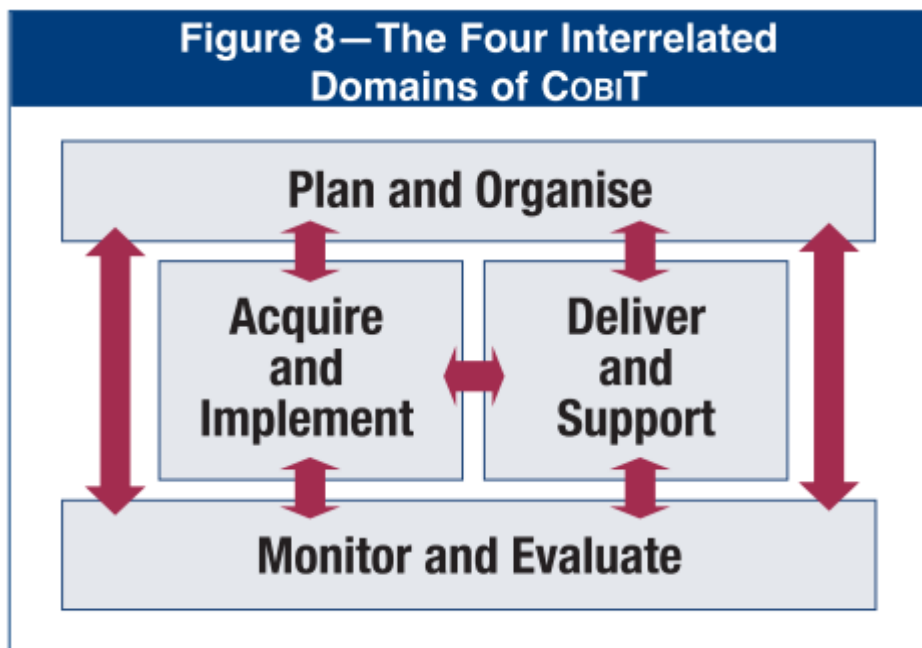 Figure 8—The Four Interrelated
Domains of COBIT
Plan and Organise
Acquire
and
Implement
Deliver
and
Support
Monitor and Evaluate